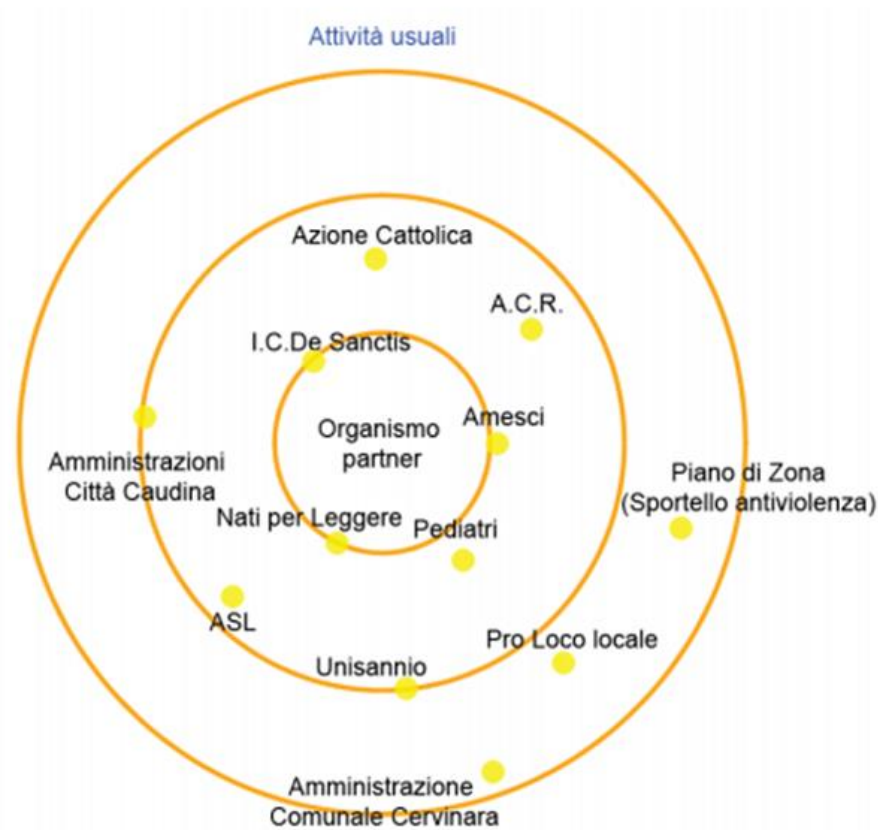 Attività usuali
Azione Cattolica
A.C.R.
I.C.De Sanctis
Amesci
Organismo
partner
Amministrazioni
Città Caudina
Piano di Zona
(Sportello antiviolenza)
Nati per Leggere
Pediatri
ASL
Pro Loco locale
Unisannio
Amministrazione
Comunale Cervinara